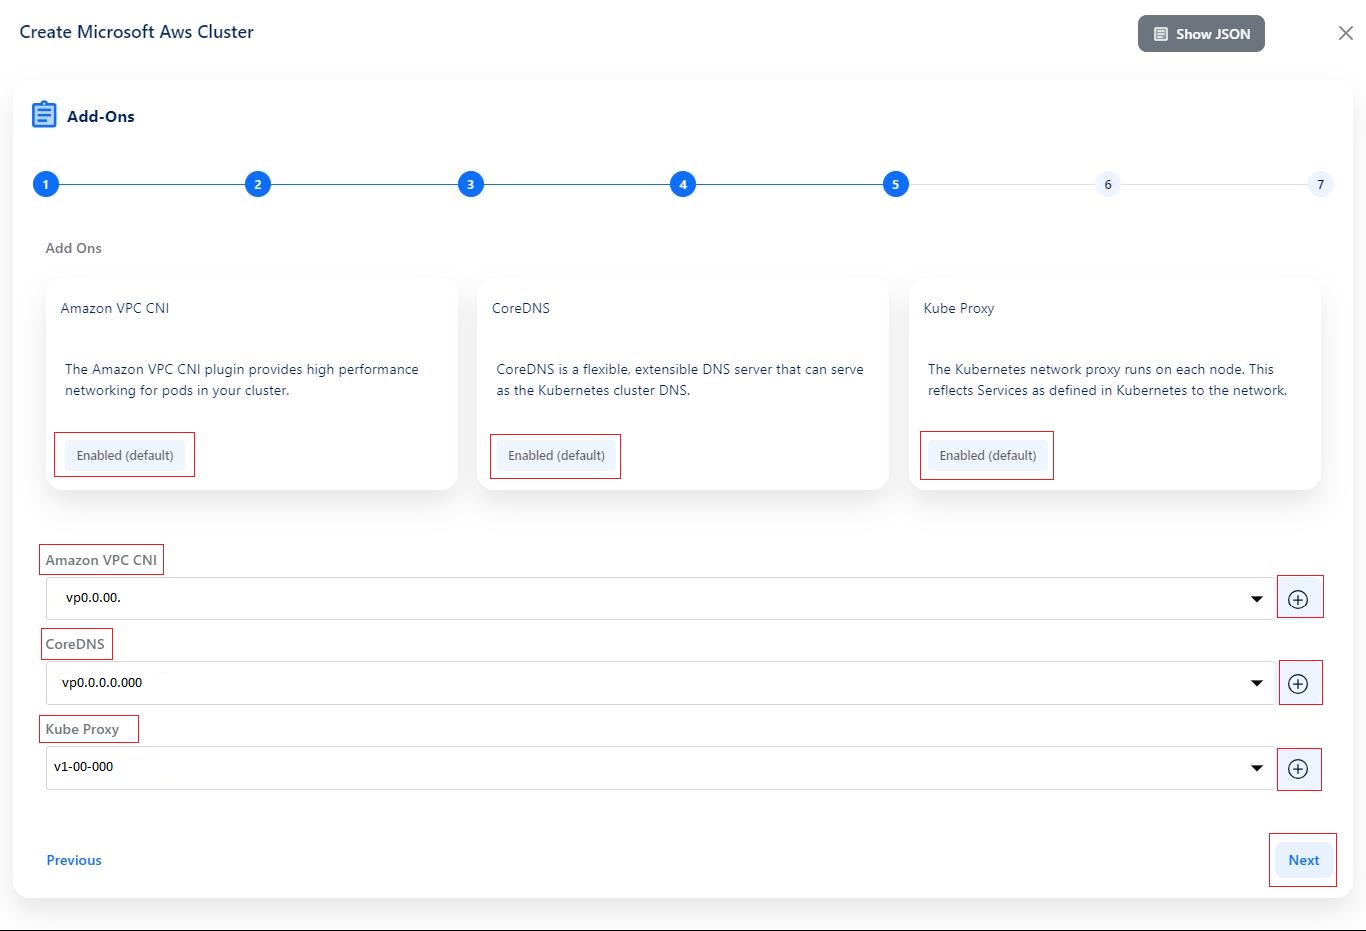 Create Microsoft Aws Cluster
Show JSON
Add-Ons
1
2
3
4
5
6
7
Add Ons
Amazon VPC CNI
The Amazon VPC CNI plugin provides high performance
networking for pods in your cluster.
Enabled (default)
CoreDNS
CoreDNS is a flexible, extensible DNS server that can serve
as the Kubernetes cluster DNS.
Enabled (default)
Kube Proxy
The Kubernetes network proxy runs on each node. This
reflects Services as defined in Kubernetes to the network.
Enabled (default)
Amazon VPC CNI
vp0.0.00.
CoreDNS
vp0.0.0.0.000
Kube Proxy
v1-00-000
Previous
Next